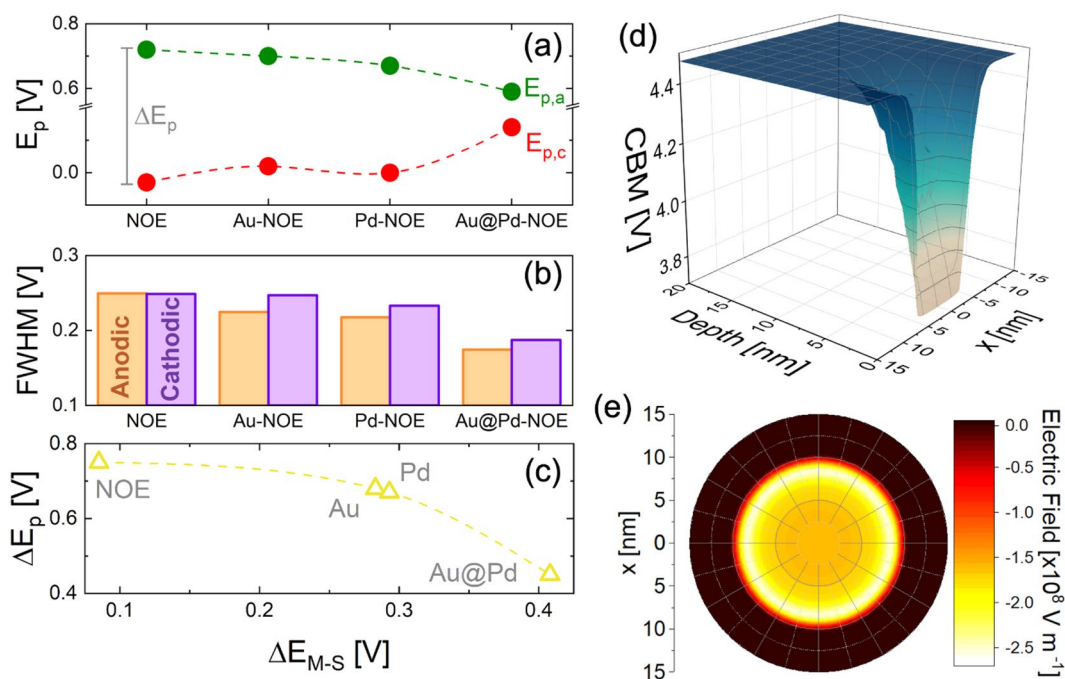 (a)
0.8
0.6
0.0
E_p [V]
ΔE_p
E_p,a
E_p,c
NOE Au-NOE Pd-NOE Au@Pd-NOE
(b)
0.3
0.2
0.1
FWHM [V]
Anodic
Cathodic
NOE Au-NOE Pd-NOE Au@Pd-NOE
(c)
0.8
0.6
0.4
ΔE_p [V]
NOE
Au
Pd
Au@Pd
0.1 0.2 0.3 0.4
ΔE_M-S [V]
(d)
4.4
4.2
4.0
3.8
CBM [V]
20 15 10 5 0
Depth [nm]
-15
-10
-5
0
5
10
15
x [nm]
(e)
15
10
5
0
5
10
15
x [nm]
0.0
-0.5
-1.0
-1.5
-2.0
-2.5
Electric Field [x10⁸ V m⁻¹]